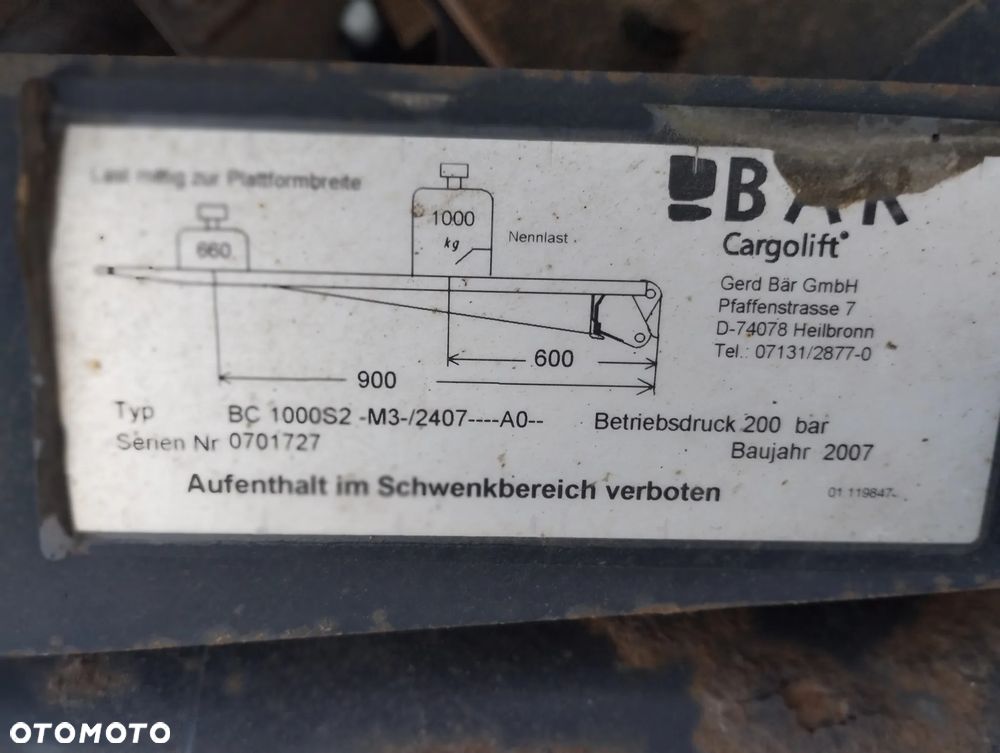 Last mittig zur Plattformbreite
660
1000
kg
Nennlast
600
900
BÄR
Cargolift
Gerd Bär GmbH
Pfaffenstrasse 7
D-74078 Heilbronn
Tel.: 07131/2877-0
Typ BC 1000S2 -M3-/2407----A0-- Betriebsdruck 200 bar
Serien Nr 0701727
Baujahr 2007
Aufenthalt im Schwenkbereich verboten
01 119847
OTOMOTO